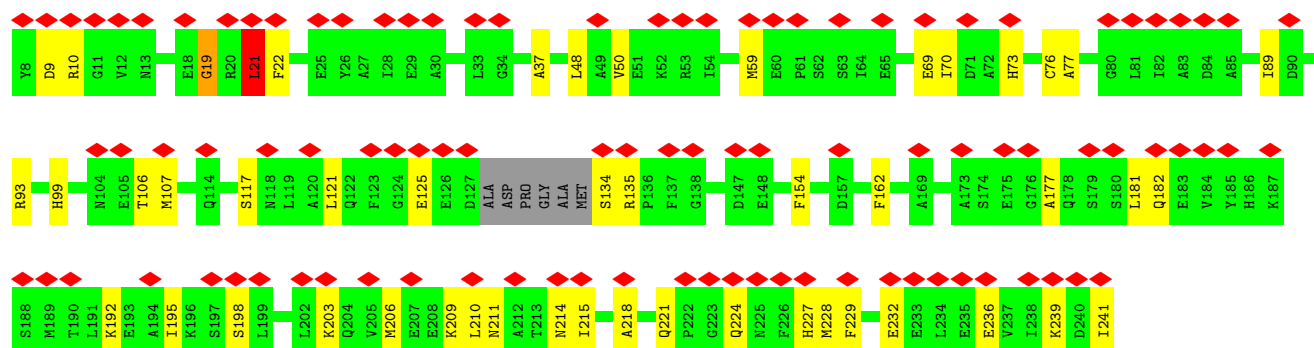 Y8 D9 R10 G11 V12 N13 E18 G19 R20 L21 F22 E25 Y26 A27 I28 E29 A30 L33 G34 A37 L48 A49 V50 E51 K52 R53 I54 M59 E60 P61 S62 S63 I64 E65 E69 I70 D71 A72 H73 C76 A77 G80 L81 I82 A83 D84 A85 I89 D90
R93 H99 N104 E105 T106 M107 Q114 S117 N118 L119 A120 L121 Q122 F123 G124 E125 E126 D127 ALA ASP PRO GLY ALA MET S134 R135 P136 F137 G138 D147 E148 F154 D157 F162 A169 A173 S174 E175 G176 A177 Q178 S179 S180 L181 Q182 E183 V184 Y185 H186 K187
S188 M189 T190 L191 K192 E193 A194 I195 K196 S197 S198 L199 L202 K203 Q204 V205 M206 E207 E208 K209 L210 N211 A212 T213 N214 I215 A218 Q221 P222 G223 Q224 N225 F226 H227 M228 F229 E232 E233 L234 E235 E236 V237 I238 K239 D240 I241